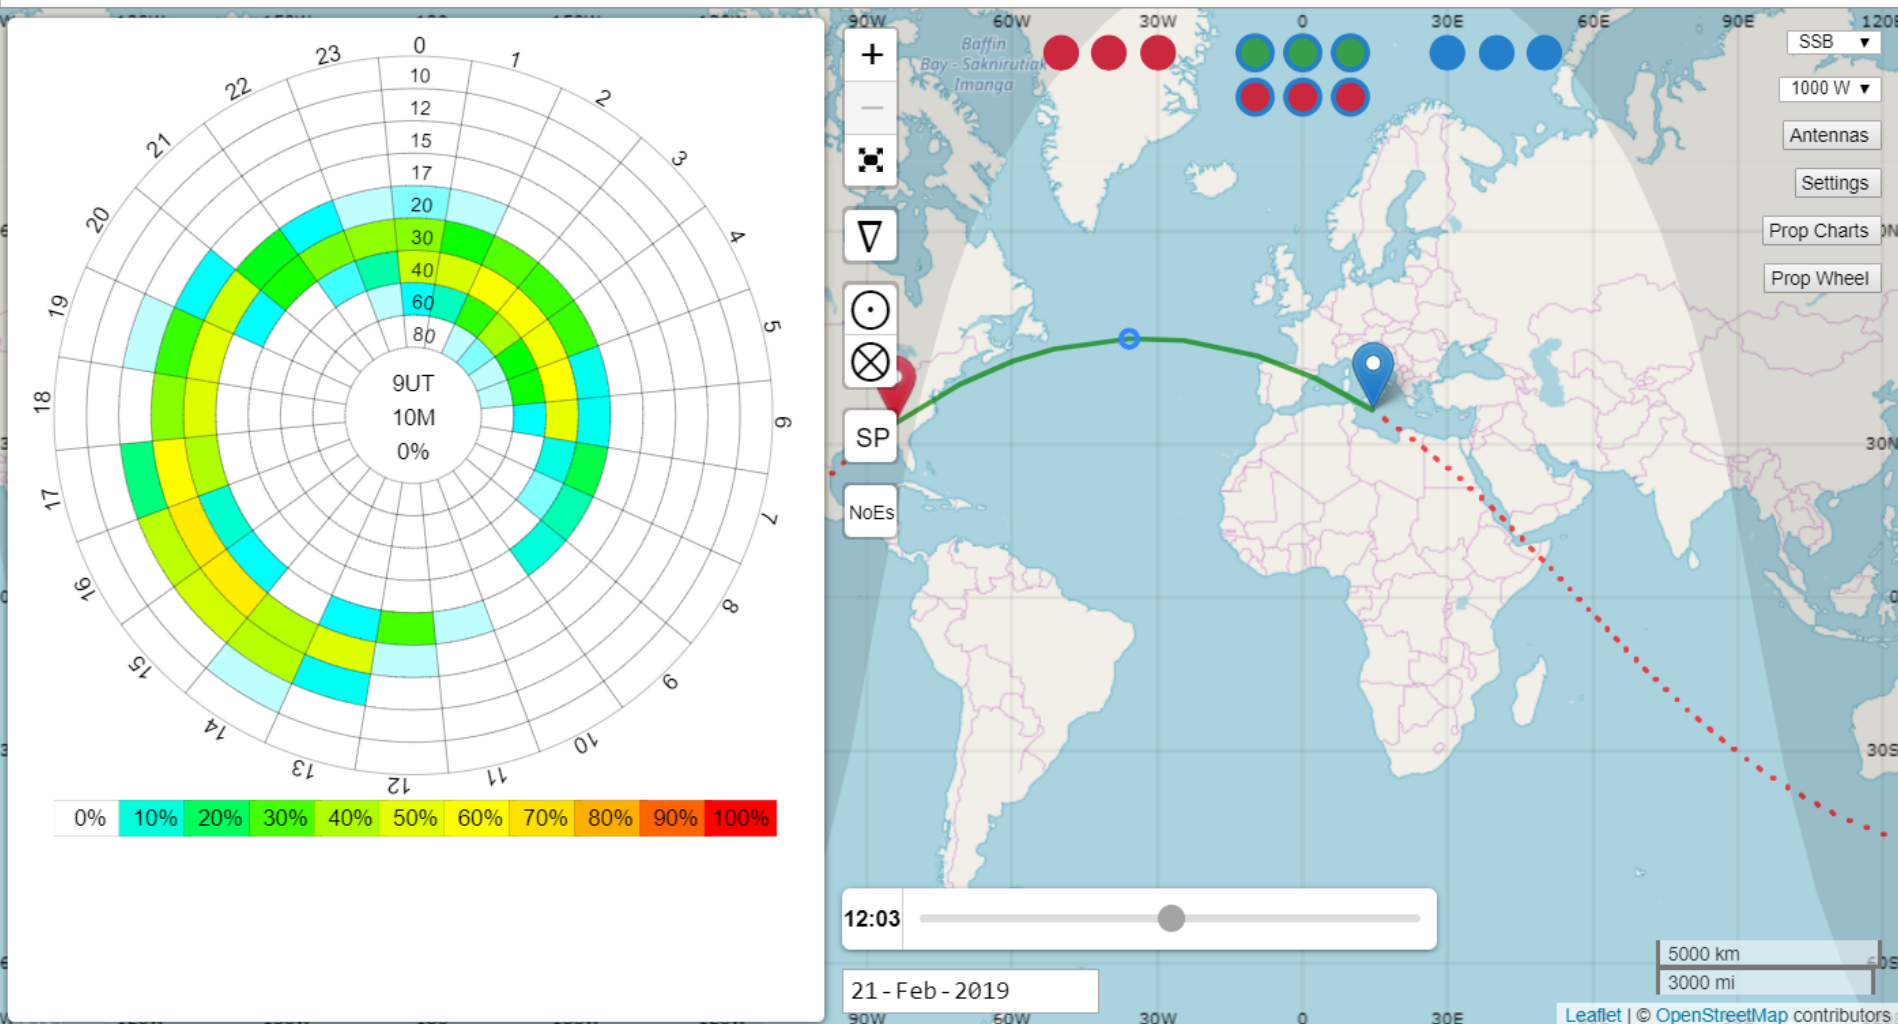 90W 60W 30W 0 30E 60E 90E 120E
0
1
2
3
4
5
6
7
8
9
10
11
12
13
14
15
16
17
18
19
20
21
22
23
10
12
15
17
20
30
40
60
80
9UT
10M
0%
0% 10% 20% 30% 40% 50% 60% 70% 80% 90% 100%
+
−
SP
NoEs
Baffin
Bay - Saknirutiak
Imanga
SSB ▼
1000 W ▼
Antennas
Settings
Prop Charts
Prop Wheel
30N
30S
12:03
21-Feb-2019
5000 km
3000 mi
90W 60W 30W 0 30E 60E 90E
Leaflet | © OpenStreetMap contributors